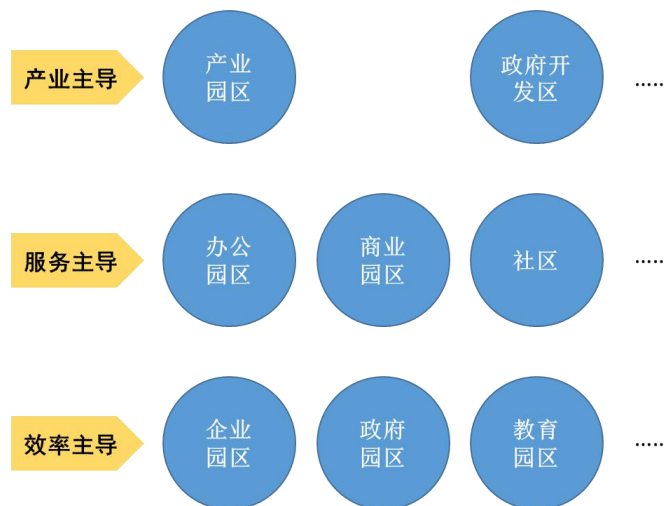 产业主导
产业
园区
政府开
发区
.....
服务主导
办公
园区
商业
园区
社区
.....
效率主导
企业
园区
政府
园区
教育
园区
.....